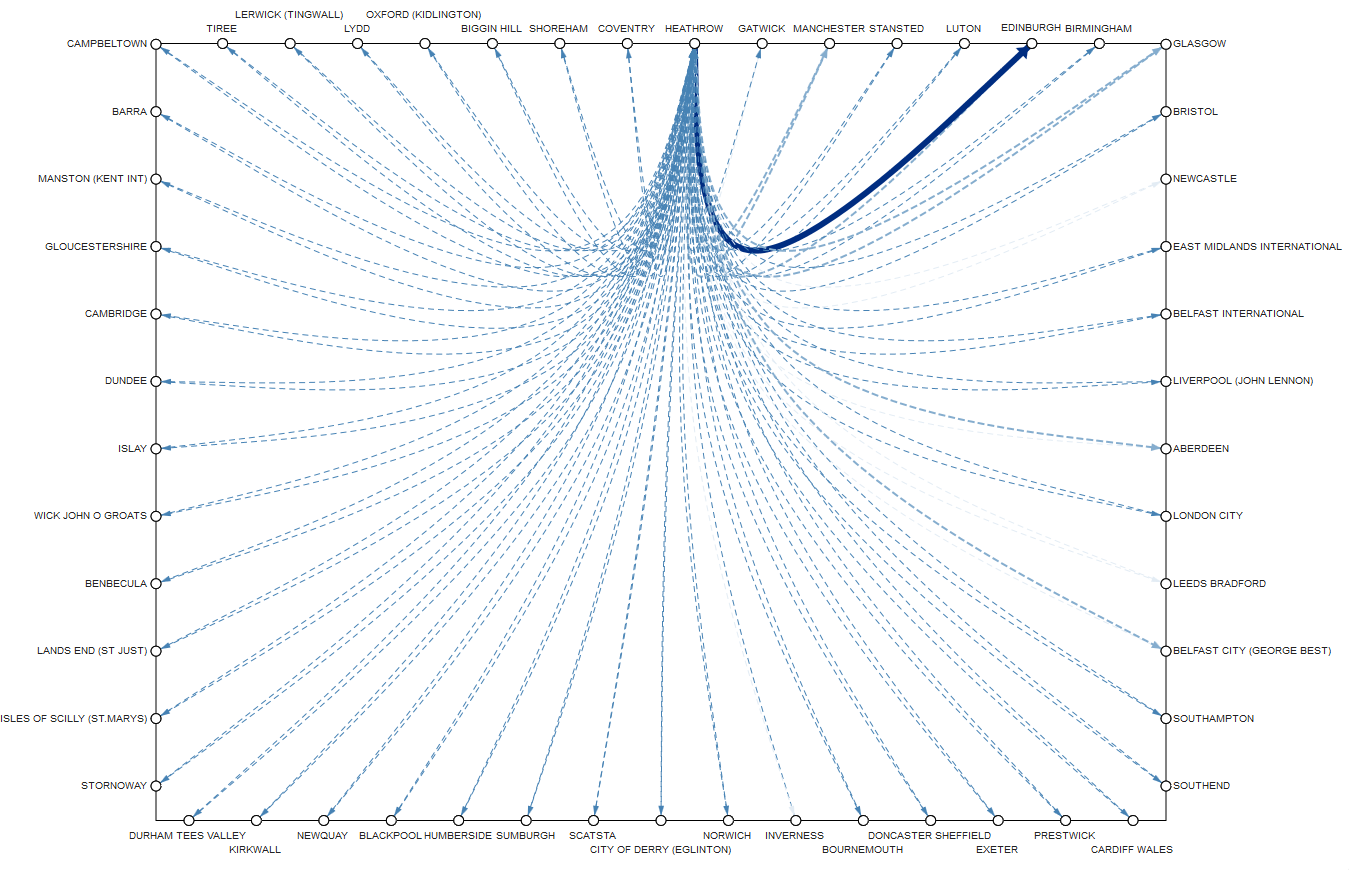 LERWICK (TINGWALL)
OXFORD (KIDLINGTON)
TIREE
LYDD
BIGGIN HILL
SHOREHAM
COVENTRY
HEATHROW
GATWICK
MANCHESTER
STANSTED
LUTON
EDINBURGH
BIRMINGHAM
CAMPBELTOWN
GLASGOW
BARRA
BRISTOL
MANSTON (KENT INT)
NEWCASTLE
GLOUCESTERSHIRE
EAST MIDLANDS INTERNATIONAL
CAMBRIDGE
BELFAST INTERNATIONAL
DUNDEE
LIVERPOOL (JOHN LENNON)
ISLAY
ABERDEEN
WICK JOHN O GROATS
LONDON CITY
BENBECULA
LEEDS BRADFORD
LANDS END (ST JUST)
BELFAST CITY (GEORGE BEST)
ISLES OF SCILLY (ST.MARYS)
SOUTHAMPTON
STORNOWAY
SOUTHEND
DURHAM TEES VALLEY
NEWQUAY
BLACKPOOL
HUMBERSIDE
SUMBURGH
SCATSTA
NORWICH
INVERNESS
DONCASTER SHEFFIELD
PRESTWICK
KIRKWALL
CITY OF DERRY (EGLINTON)
BOURNEMOUTH
EXETER
CARDIFF WALES